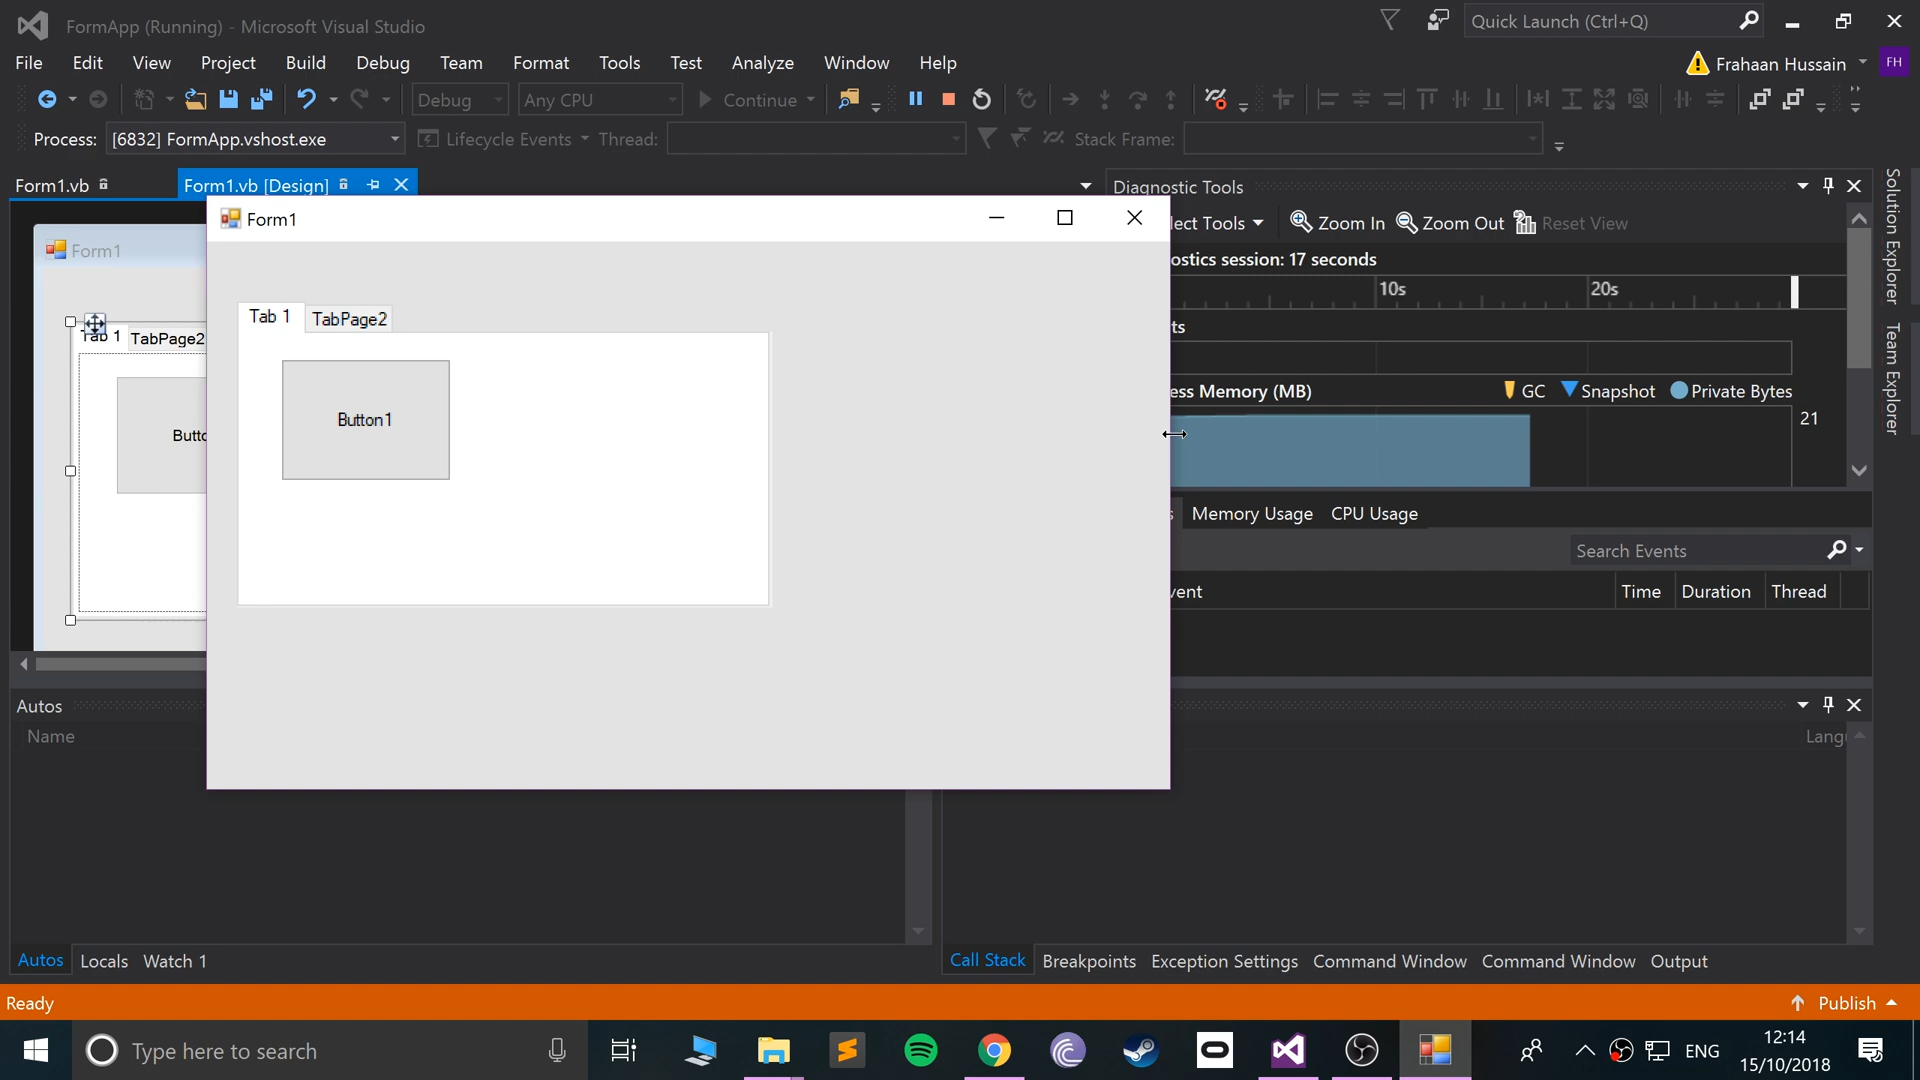 FormApp (Running) - Microsoft Visual Studio
Quick Launch (Ctrl+Q)
File Edit View Project Build Debug Team Format Tools Test Analyze Window Help
Frahaan Hussain FH
Debug Any CPU Continue
Process: [6832] FormApp.vshost.exe Lifecycle Events Thread: Stack Frame:
Form1.vb Form1.vb [Design]
Diagnostic Tools
Form1
lect Tools Zoom In Zoom Out Reset View
Form1
ostics session: 17 seconds
10s 20s
Tab 1 TabPage2
ts
Tab 1 TabPage2
ess Memory (MB) GC Snapshot Private Bytes
21
Button1
Butto
Memory Usage CPU Usage
Search Events
vent Time Duration Thread
Autos
Name
Langu
Autos Locals Watch 1
Call Stack Breakpoints Exception Settings Command Window Command Window Output
Solution Explorer
Team Explorer
Ready
Publish
Type here to search
ENG
12:14
15/10/2018